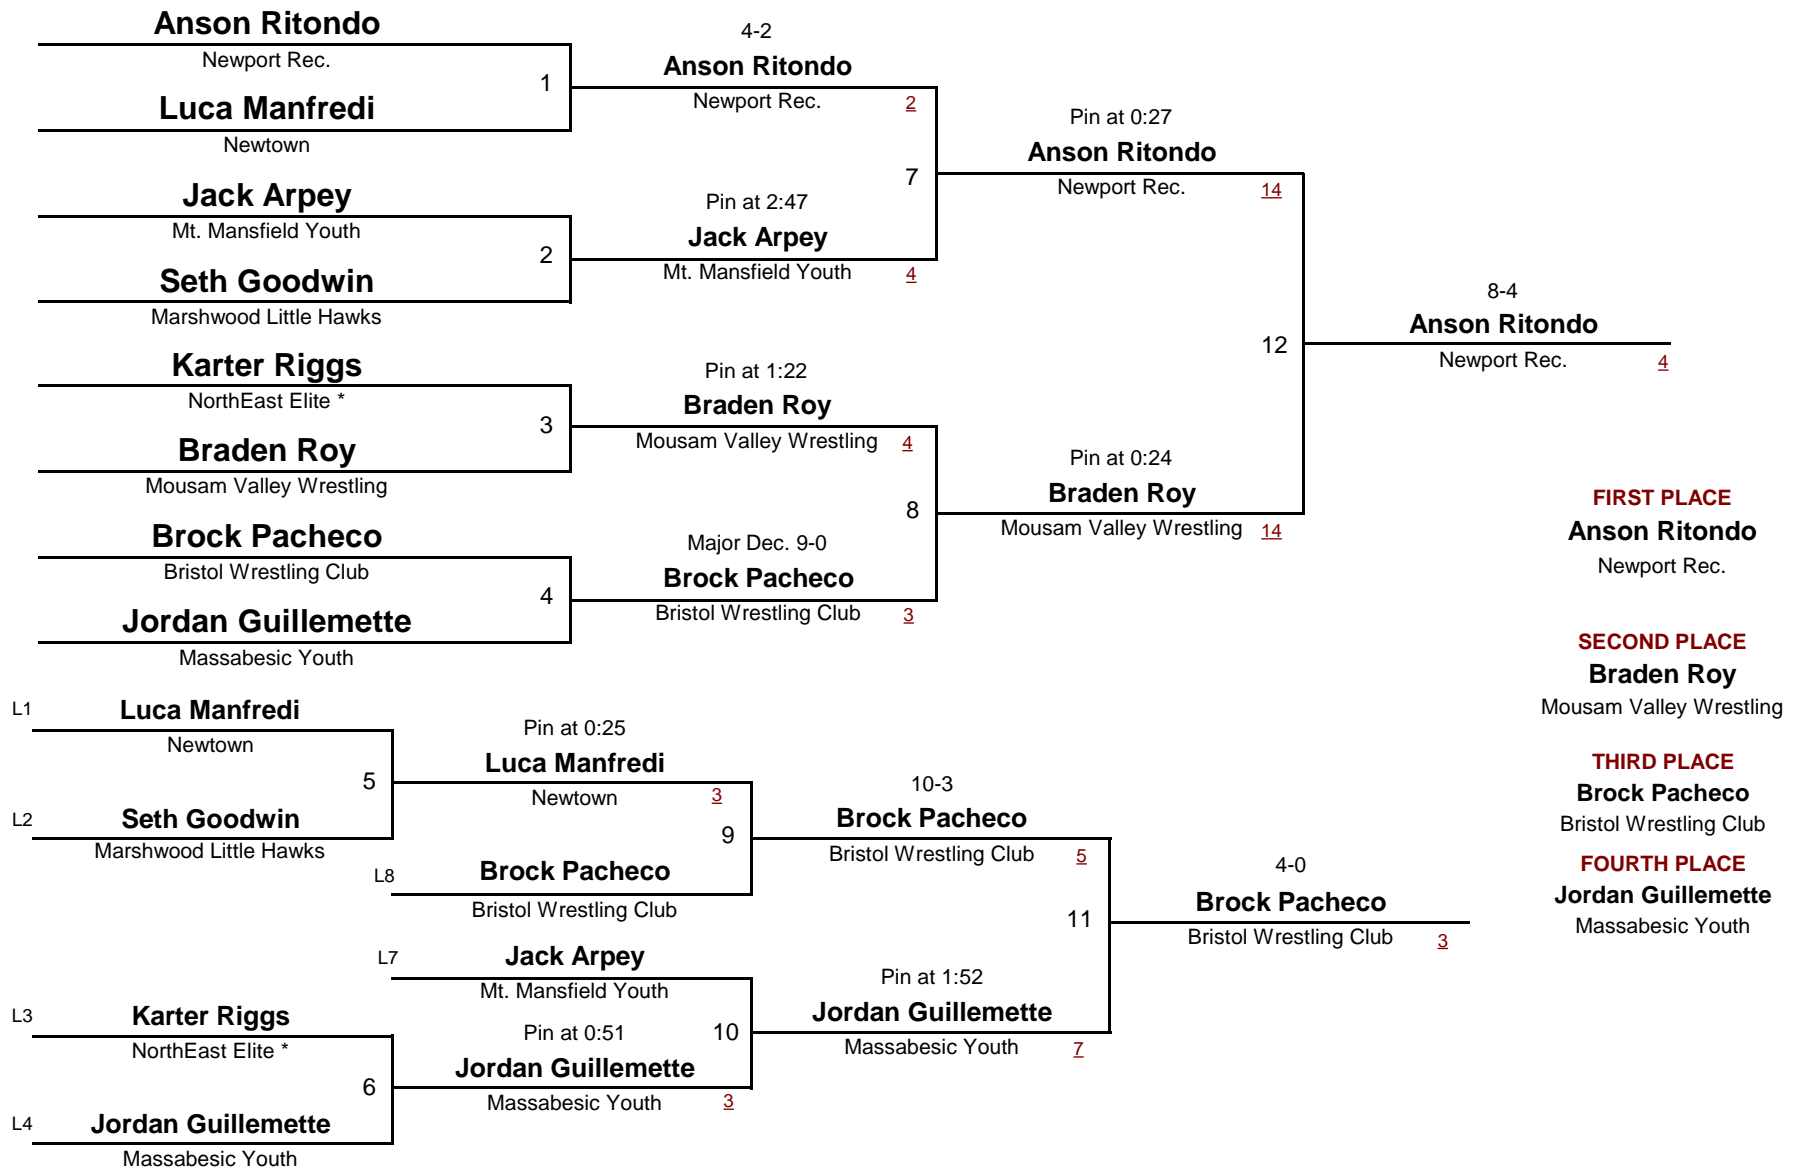 Anson Ritondo
Newport Rec.
1
Luca Manfredi
Newtown
Jack Arpey
Mt. Mansfield Youth
2
Seth Goodwin
Marshwood Little Hawks
Karter Riggs
NorthEast Elite *
3
Braden Roy
Mousam Valley Wrestling
Brock Pacheco
Bristol Wrestling Club
4
Jordan Guillemette
Massabesic Youth
4-2
Anson Ritondo
Newport Rec. 2
7
Pin at 2:47
Jack Arpey
Mt. Mansfield Youth 4
Pin at 1:22
Braden Roy
Mousam Valley Wrestling 4
8
Major Dec. 9-0
Brock Pacheco
Bristol Wrestling Club 3
Pin at 0:27
Anson Ritondo
Newport Rec. 14
12
Pin at 0:24
Braden Roy
Mousam Valley Wrestling 14
8-4
Anson Ritondo
Newport Rec. 4
FIRST PLACE
Anson Ritondo
Newport Rec.
SECOND PLACE
Braden Roy
Mousam Valley Wrestling
THIRD PLACE
Brock Pacheco
Bristol Wrestling Club
FOURTH PLACE
Jordan Guillemette
Massabesic Youth
L1 Luca Manfredi
Newtown
5
L2 Seth Goodwin
Marshwood Little Hawks
L3 Karter Riggs
NorthEast Elite *
6
L4 Jordan Guillemette
Massabesic Youth
Pin at 0:25
Luca Manfredi
Newtown 3
9
L8 Brock Pacheco
Bristol Wrestling Club
L7 Jack Arpey
Mt. Mansfield Youth
Pin at 0:51 10
Jordan Guillemette
Massabesic Youth 3
10-3
Brock Pacheco
Bristol Wrestling Club 5
11
Pin at 1:52
Jordan Guillemette
Massabesic Youth 7
4-0
Brock Pacheco
Bristol Wrestling Club 3